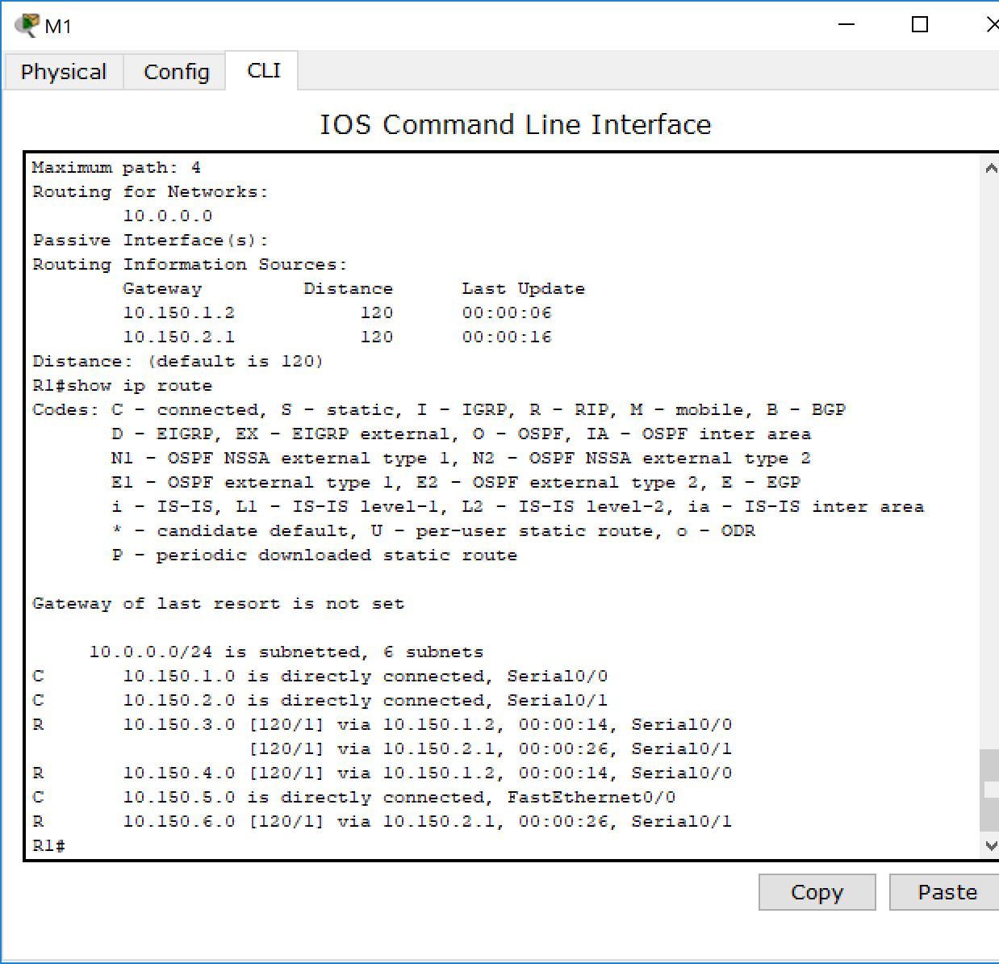 M1
Physical Config CLI
IOS Command Line Interface
Maximum path: 4
Routing for Networks:
10.0.0.0
Passive Interface(s):
Routing Information Sources:
Gateway Distance Last Update
10.150.1.2 120 00:00:06
10.150.2.1 120 00:00:16
Distance: (default is 120)
R1#show ip route
Codes: C - connected, S - static, I - IGRP, R - RIP, M - mobile, B - BGP
D - EIGRP, EX - EIGRP external, O - OSPF, IA - OSPF inter area
N1 - OSPF NSSA external type 1, N2 - OSPF NSSA external type 2
E1 - OSPF external type 1, E2 - OSPF external type 2, E - EGP
i - IS-IS, L1 - IS-IS level-1, L2 - IS-IS level-2, ia - IS-IS inter area
* - candidate default, U - per-user static route, o - ODR
P - periodic downloaded static route
Gateway of last resort is not set
10.0.0.0/24 is subnetted, 6 subnets
C 10.150.1.0 is directly connected, Serial0/0
C 10.150.2.0 is directly connected, Serial0/1
R 10.150.3.0 [120/1] via 10.150.1.2, 00:00:14, Serial0/0
[120/1] via 10.150.2.1, 00:00:26, Serial0/1
R 10.150.4.0 [120/1] via 10.150.1.2, 00:00:14, Serial0/0
C 10.150.5.0 is directly connected, FastEthernet0/0
R 10.150.6.0 [120/1] via 10.150.2.1, 00:00:26, Serial0/1
R1#
Copy Paste